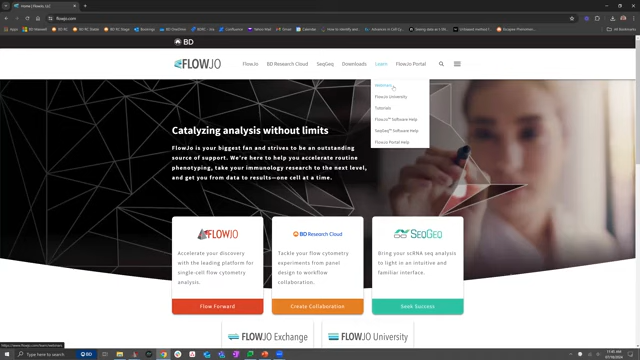 Home | FlowJo, LLC
flowjo.com
All Bookmarks
BD
FLOWJO
FlowJo
BD Research Cloud
SeqGeq
Downloads
Learn
FlowJo Portal
Webinars
FlowJo University
Tutorials
FlowJo™ Software Help
SeqGeq™ Software Help
FlowJo Portal Help
Catalyzing analysis without limits
FlowJo is your biggest fan and strives to be an outstanding
source of support. We're here to help you accelerate routine
phenotyping, take your immunology research to the next level,
and get you from data to results—one cell at a time.
FLOWJO
Accelerate your discovery
with the leading platform for
single-cell flow cytometry
analysis.
Flow Forward
BD Research Cloud
Tackle your flow cytometry
experiments from panel
design to workflow
collaboration.
Create Collaboration
SEQGEQ
Bring your scRNA seq analysis
to light in an intuitive and
familiar interface.
Seek Success
FLOWJO Exchange
FLOWJO University
https://www.flowjo.com/learn/webinars
Type here to search
BD